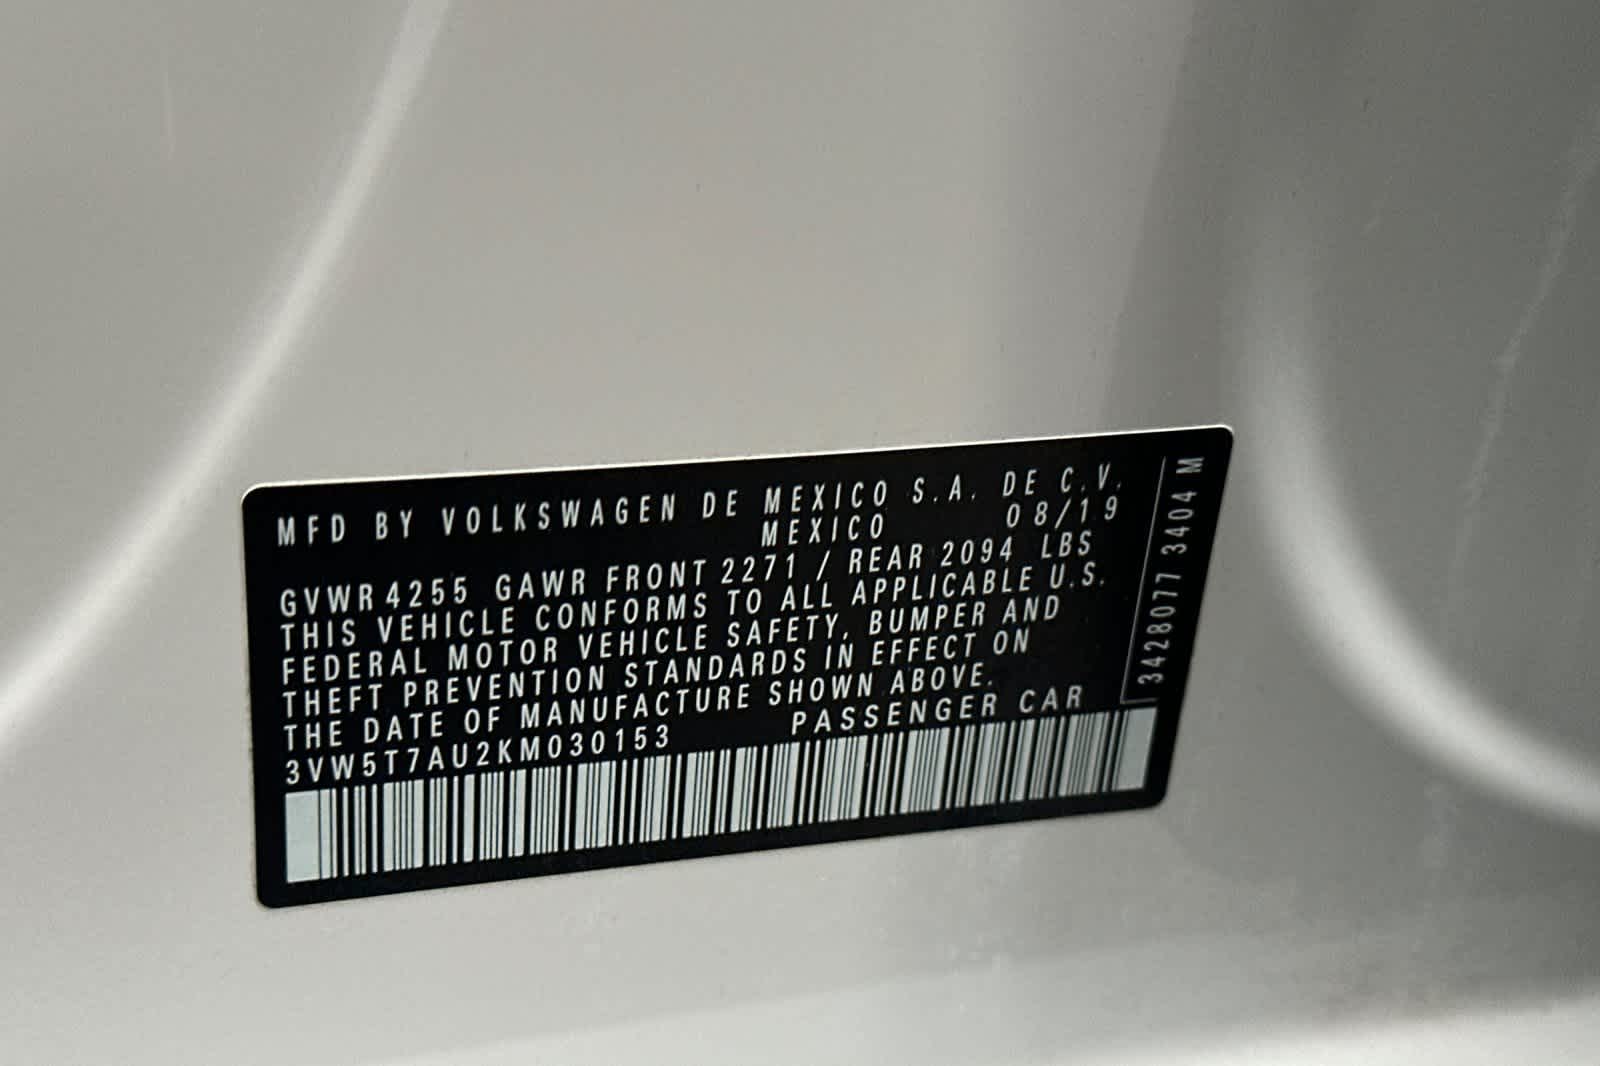 MFD BY VOLKSWAGEN DE MEXICO S.A. DE C.V.
MEXICO 08/19
GVWR 4255 GAWR FRONT 2271 / REAR 2094 LBS
THIS VEHICLE CONFORMS TO ALL APPLICABLE U.S.
FEDERAL MOTOR VEHICLE SAFETY, BUMPER AND
THEFT PREVENTION STANDARDS IN EFFECT ON
THE DATE OF MANUFACTURE SHOWN ABOVE.
3VW5T7AU2KM030153 PASSENGER CAR
3428077 3404 M